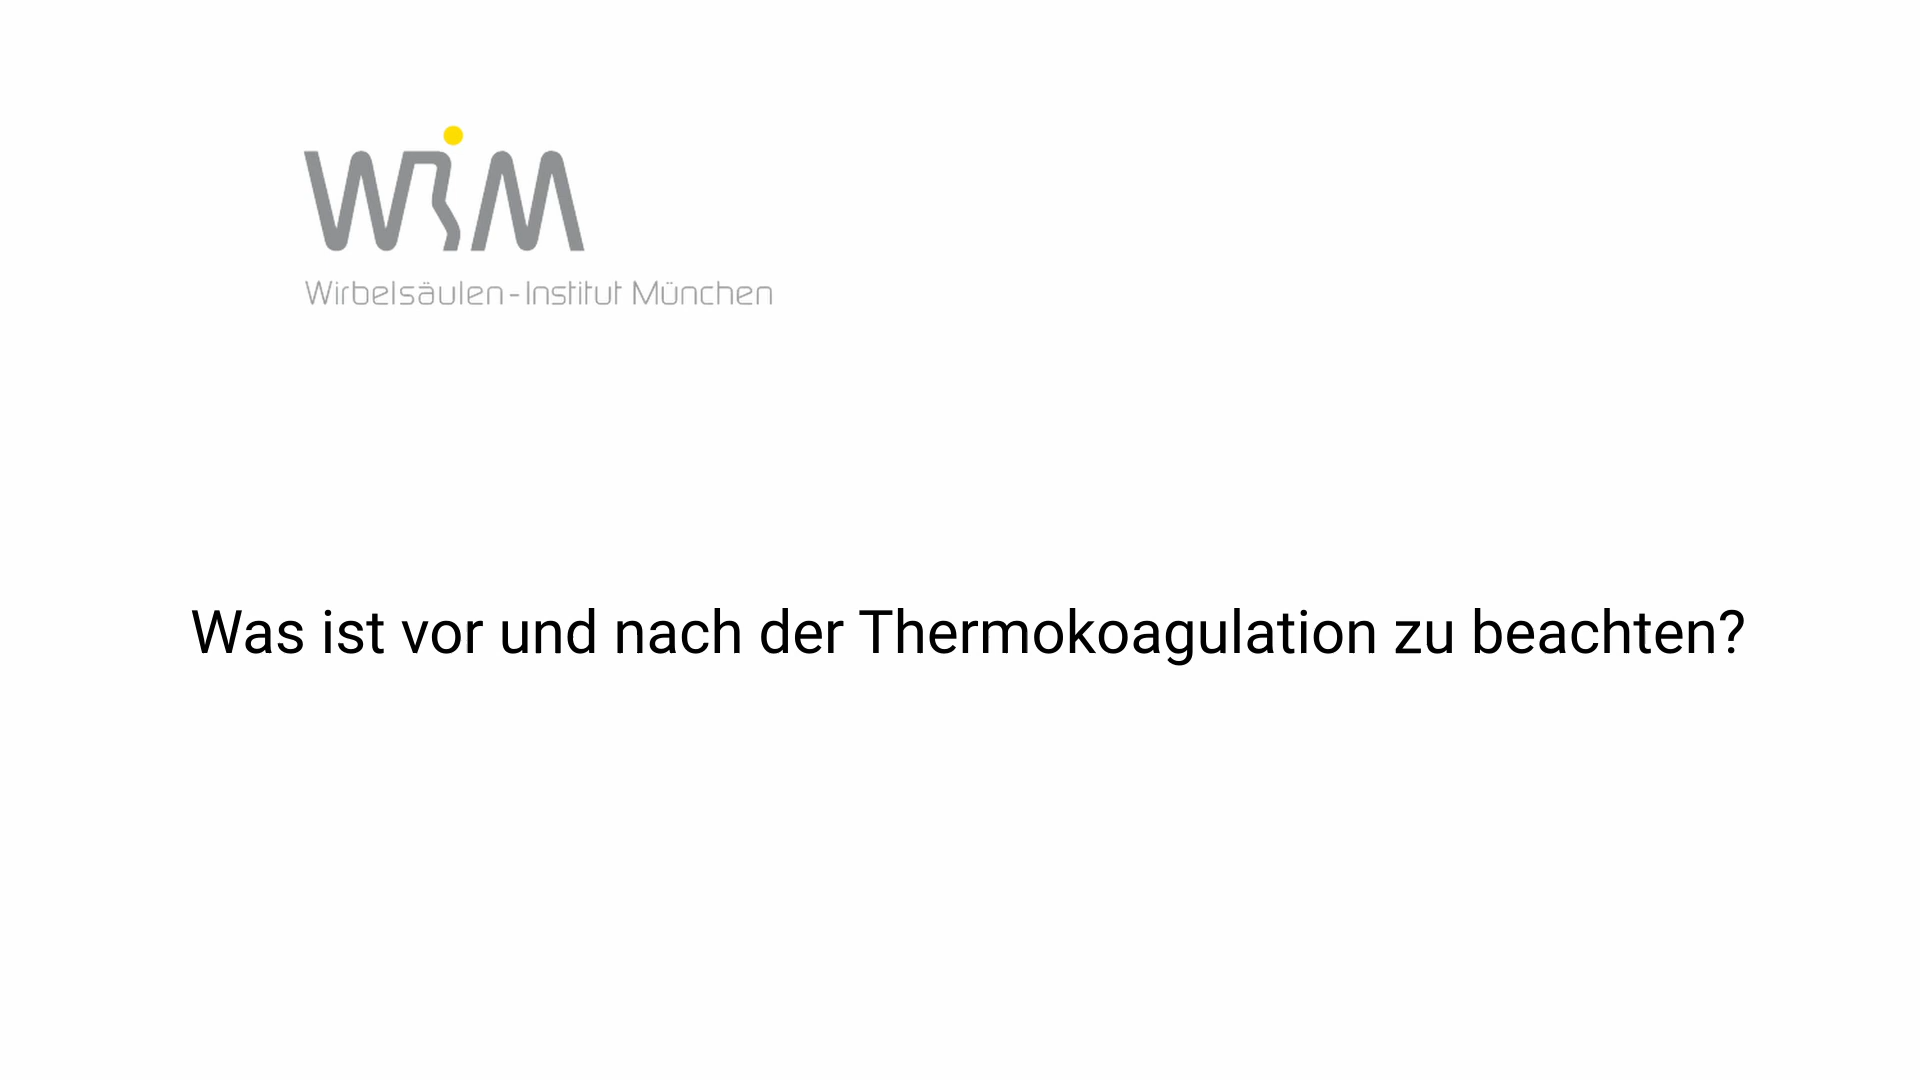 WiM
Wirbelsäulen-Institut München
Was ist vor und nach der Thermokoagulation zu beachten?